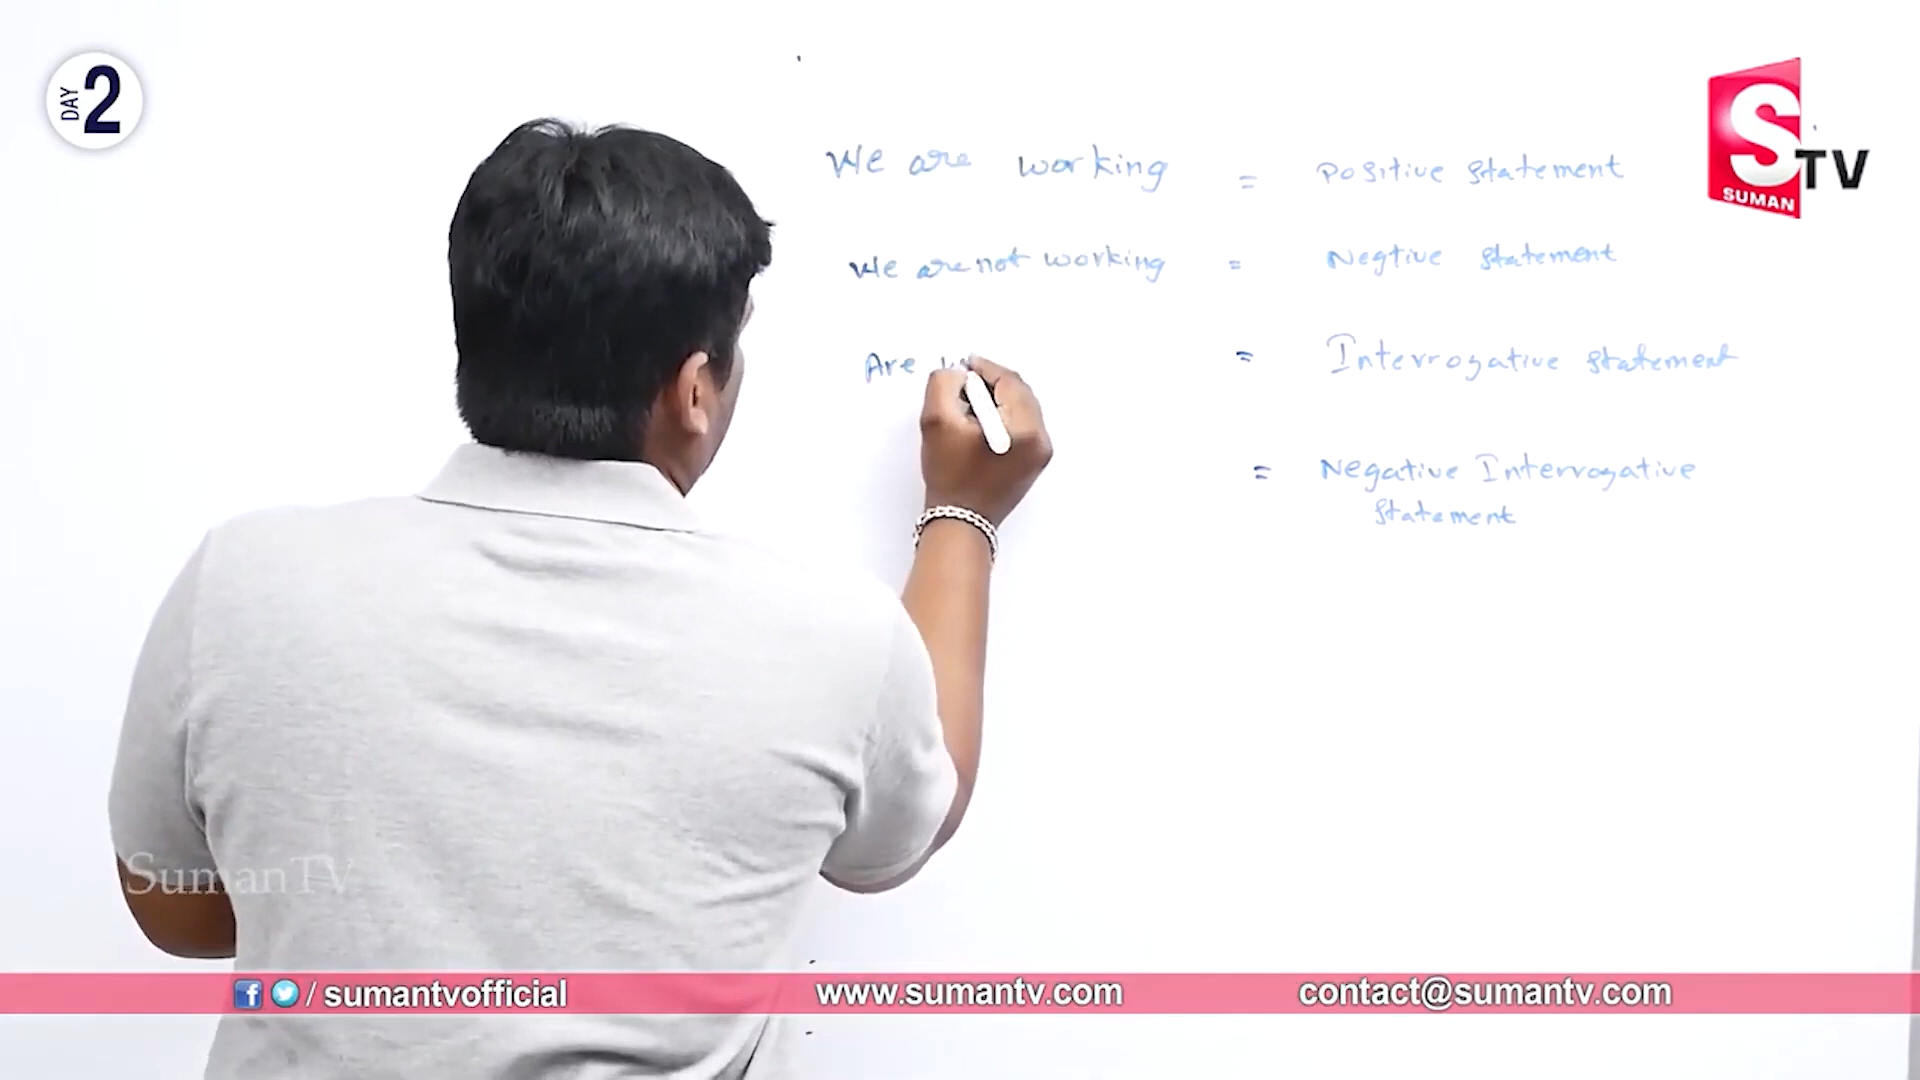 DAY 2
S TV
SUMAN
We are working = Positive Statement
We are not working = Negtive Statement
Are = Interrogative Statement
= Negative Interrogative
Statement
SumanTV
/ sumantvofficial
www.sumantv.com
contact@sumantv.com